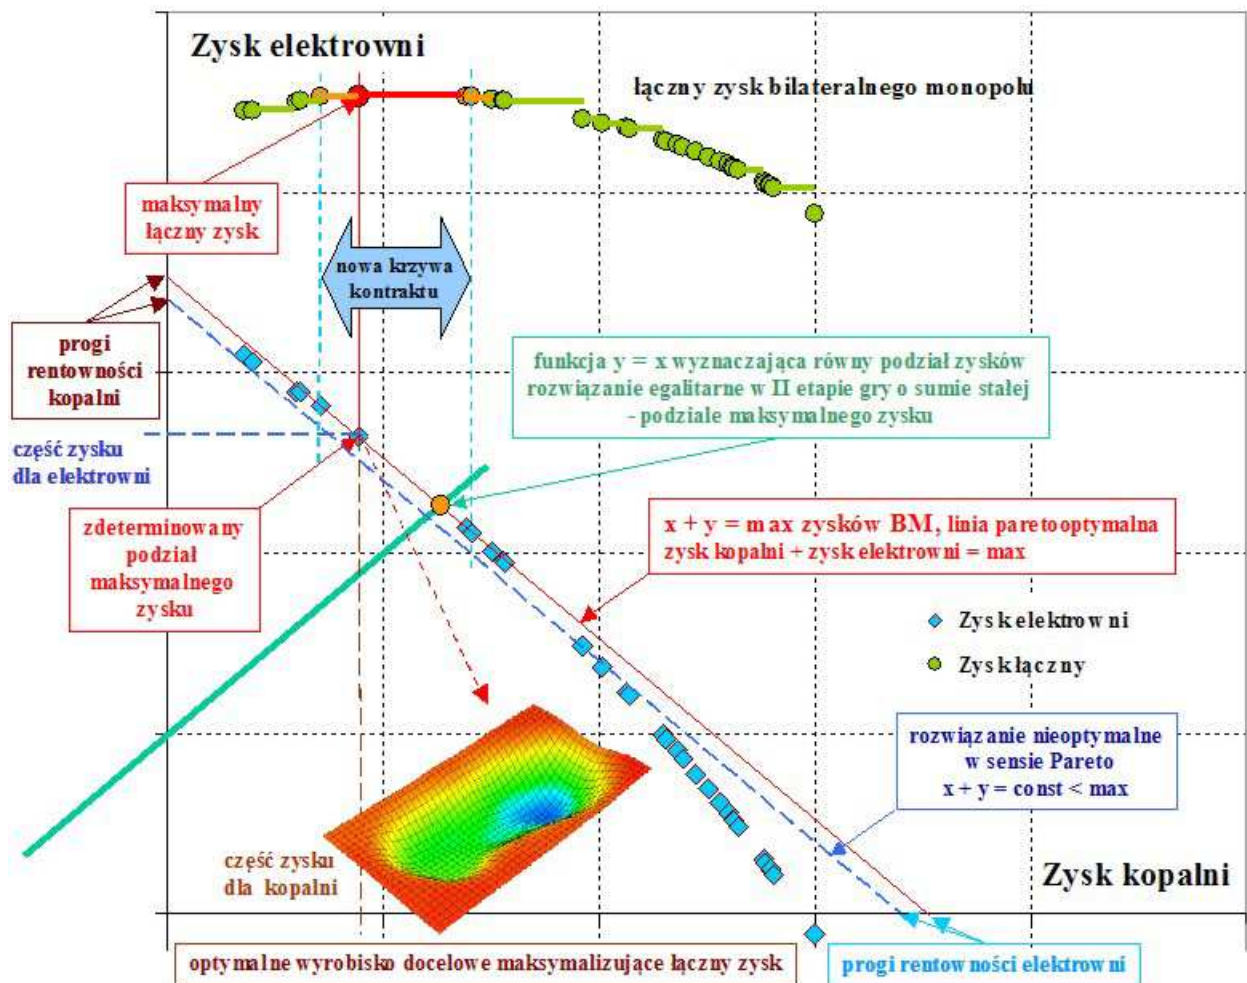 Zysk elektrowni
łączny zysk bilateralnego monopolu
maksymalny
łączny zysk
nowa krzywa
kontraktu
progi
rentowności
kopalni
funkcja y = x wyznaczająca równy podział zysków
rozwiązanie egalitarne w II etapie gry o sumie stałej
- podziale maksymalnego zysku
część zysku
dla elektrowni
zdeterminowany
podział
maksymalnego
zysku
x + y = max zysków BM, linia paretooptymalna
zysk kopalni + zysk elektrowni = max
Zysk elektrowni
Zysk łączny
rozwiązanie nieoptymalne
w sensie Pareto
x + y = const < max
część zysku
dla kopalni
Zysk kopalni
optymalne wyrobisko docelowe maksymalizujące łączny zysk
progi rentowności elektrowni